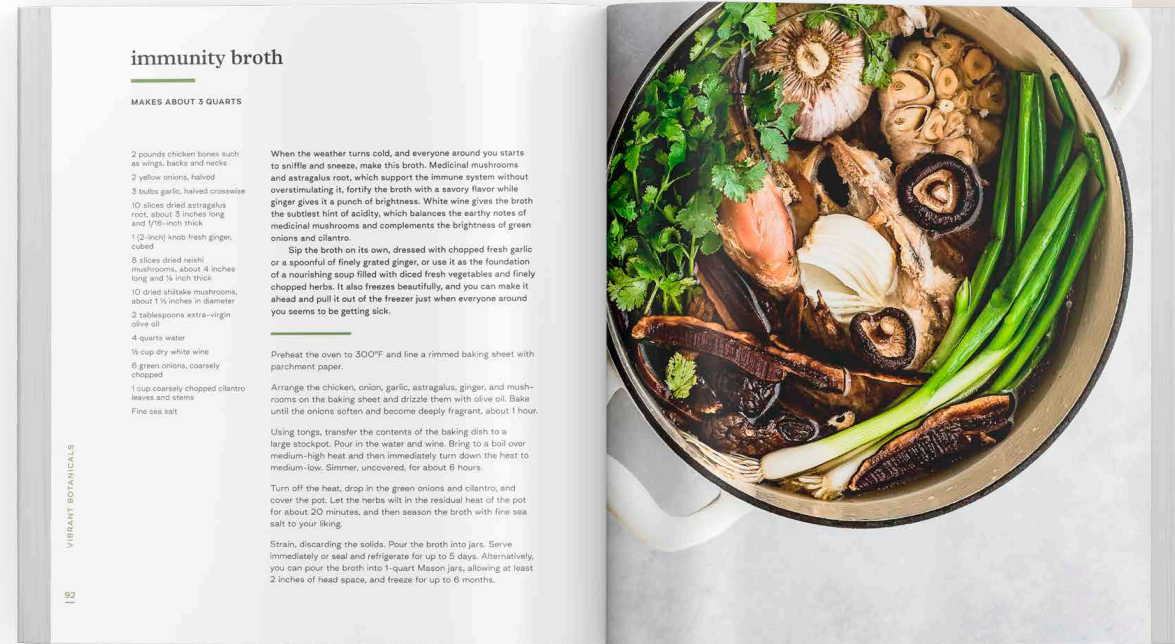 immunity broth
MAKES ABOUT 3 QUARTS
2 pounds chicken bones such
as wings, backs and necks
2 yellow onions, halved
3 bulbs garlic, halved crosswise
10 slices dried astragalus
root, about 3 inches long
and 1/16-inch thick
1 (2-inch) knob fresh ginger,
cubed
8 slices dried reishi
mushrooms, about 4 inches
long and ⅛ inch thick
10 dried shiitake mushrooms,
about 1 ½ inches in diameter
2 tablespoons extra-virgin
olive oil
4 quarts water
½ cup dry white wine
6 green onions, coarsely
chopped
1 cup coarsely chopped cilantro
leaves and stems
Fine sea salt
When the weather turns cold, and everyone around you starts
to sniffle and sneeze, make this broth. Medicinal mushrooms
and astragalus root, which support the immune system without
overstimulating it, fortify the broth with a savory flavor while
ginger gives it a punch of brightness. White wine gives the broth
the subtlest hint of acidity, which balances the earthy notes of
medicinal mushrooms and complements the brightness of green
onions and cilantro.
Sip the broth on its own, dressed with chopped fresh garlic
or a spoonful of finely grated ginger, or use it as the foundation
of a nourishing soup filled with diced fresh vegetables and finely
chopped herbs. It also freezes beautifully, and you can make it
ahead and pull it out of the freezer just when everyone around
you seems to be getting sick.
Preheat the oven to 300°F and line a rimmed baking sheet with
parchment paper.
Arrange the chicken, onion, garlic, astragalus, ginger, and mush-
rooms on the baking sheet and drizzle them with olive oil. Bake
until the onions soften and become deeply fragrant, about 1 hour.
Using tongs, transfer the contents of the baking dish to a
large stockpot. Pour in the water and wine. Bring to a boil over
medium-high heat and then immediately turn down the heat to
medium-low. Simmer, uncovered, for about 6 hours.
Turn off the heat, drop in the green onions and cilantro, and
cover the pot. Let the herbs wilt in the residual heat of the pot
for about 20 minutes, and then season the broth with fine sea
salt to your liking.
Strain, discarding the solids. Pour the broth into jars. Serve
immediately or seal and refrigerate for up to 5 days. Alternatively,
you can pour the broth into 1-quart Mason jars, allowing at least
2 inches of head space, and freeze for up to 6 months.
VIBRANT BOTANICALS
92